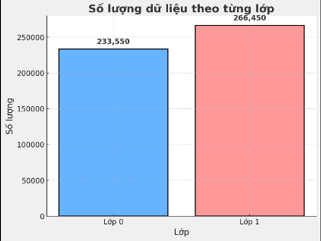 Số lượng dữ liệu theo từng lớp
266,450
233,550
250000
200000
150000
100000
50000
0
Số lượng
Lớp 0
Lớp 1
Lớp